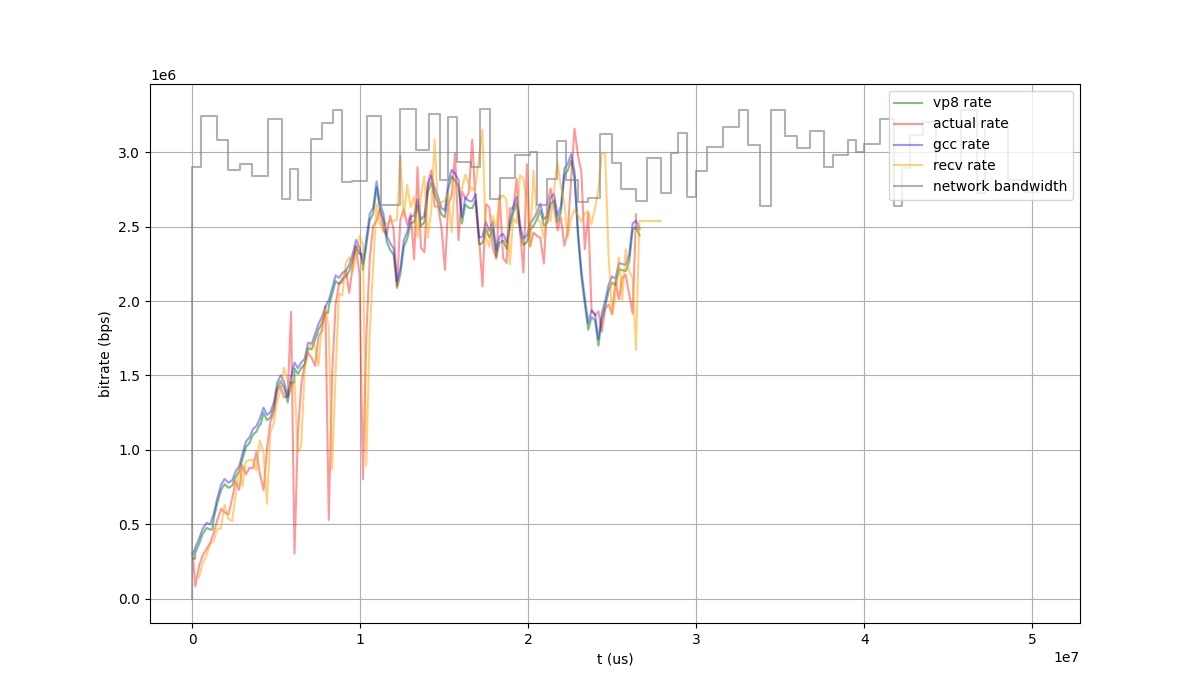 1e6
vp8 rate
actual rate
gcc rate
recv rate
network bandwidth
bitrate (bps)
3.0
2.5
2.0
1.5
1.0
0.5
0.0
0 1 2 3 4 5
t (us)
1e7